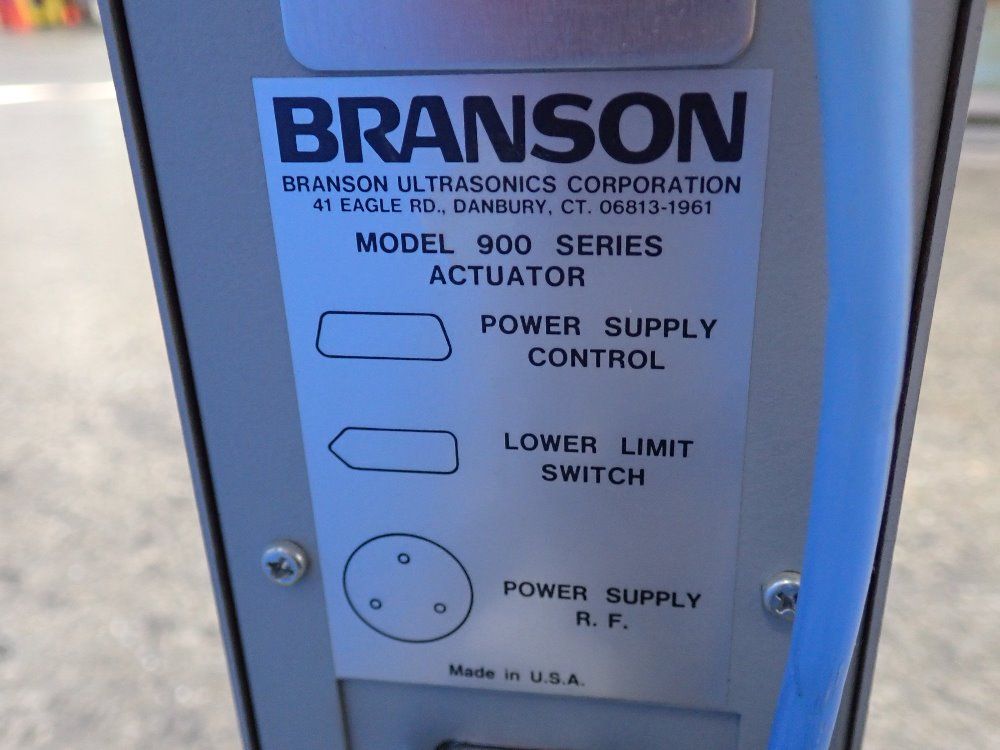 BRANSON
BRANSON ULTRASONICS CORPORATION
41 EAGLE RD., DANBURY, CT. 06813-1961
MODEL 900 SERIES
ACTUATOR
POWER SUPPLY
CONTROL
LOWER LIMIT
SWITCH
POWER SUPPLY
R. F.
Made in U.S.A.